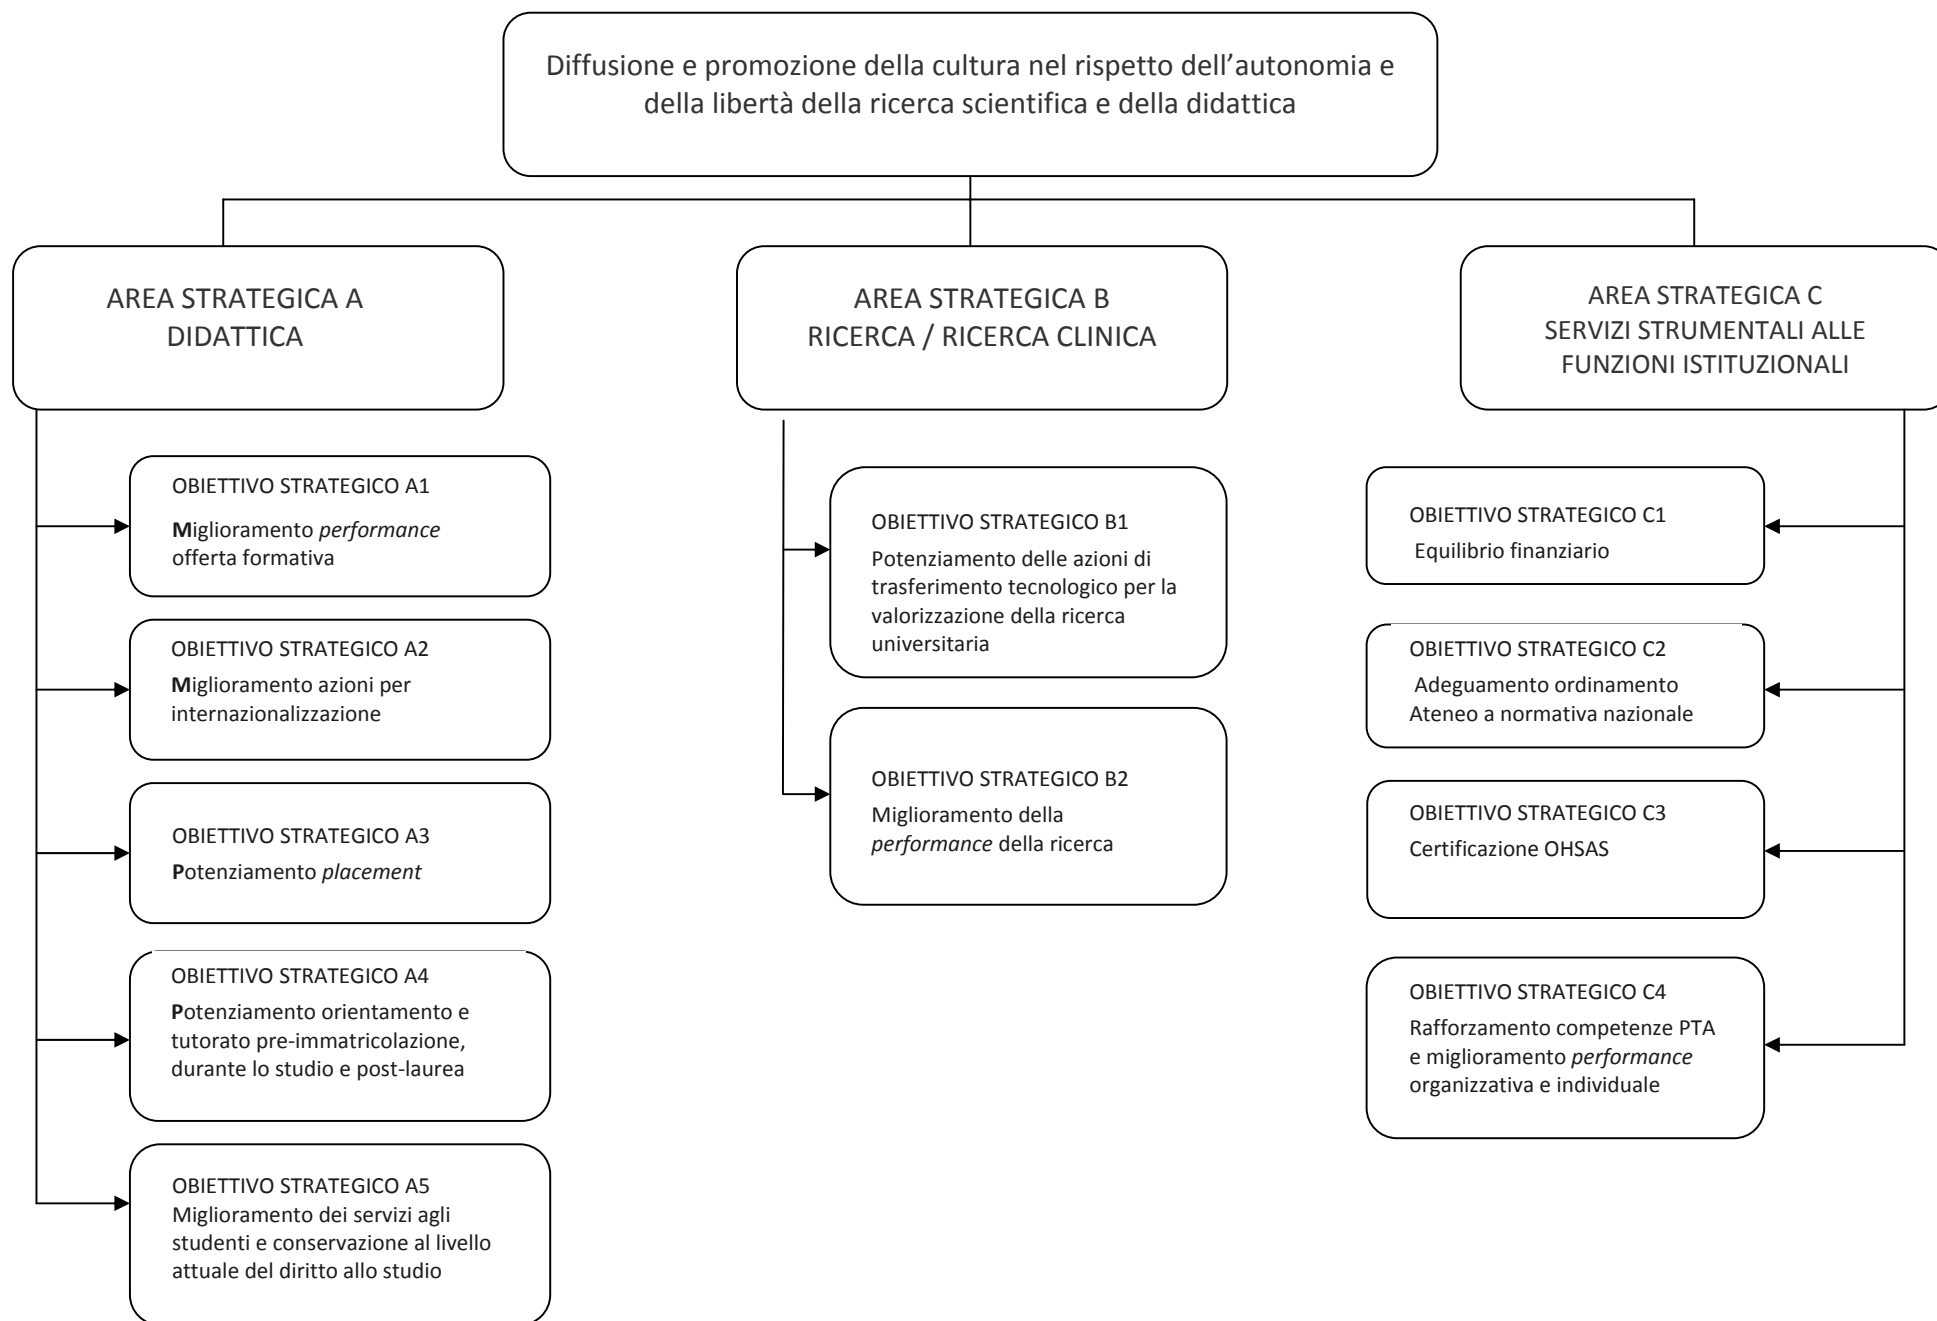 Diffusione e promozione della cultura nel rispetto dell’autonomia e
della libertà della ricerca scientifica e della didattica
AREA STRATEGICA A
DIDATTICA
AREA STRATEGICA B
RICERCA / RICERCA CLINICA
AREA STRATEGICA C
SERVIZI STRUMENTALI ALLE
FUNZIONI ISTITUZIONALI
OBIETTIVO STRATEGICO A1
Miglioramento performance
offerta formativa
OBIETTIVO STRATEGICO A2
Miglioramento azioni per
internazionalizzazione
OBIETTIVO STRATEGICO A3
Potenziamento placement
OBIETTIVO STRATEGICO A4
Potenziamento orientamento e
tutorato pre-immatricolazione,
durante lo studio e post-laurea
OBIETTIVO STRATEGICO A5
Miglioramento dei servizi agli
studenti e conservazione al livello
attuale del diritto allo studio
OBIETTIVO STRATEGICO B1
Potenziamento delle azioni di
trasferimento tecnologico per la
valorizzazione della ricerca
universitaria
OBIETTIVO STRATEGICO B2
Miglioramento della
performance della ricerca
OBIETTIVO STRATEGICO C1
Equilibrio finanziario
OBIETTIVO STRATEGICO C2
Adeguamento ordinamento
Ateneo a normativa nazionale
OBIETTIVO STRATEGICO C3
Certificazione OHSAS
OBIETTIVO STRATEGICO C4
Rafforzamento competenze PTA
e miglioramento performance
organizzativa e individuale